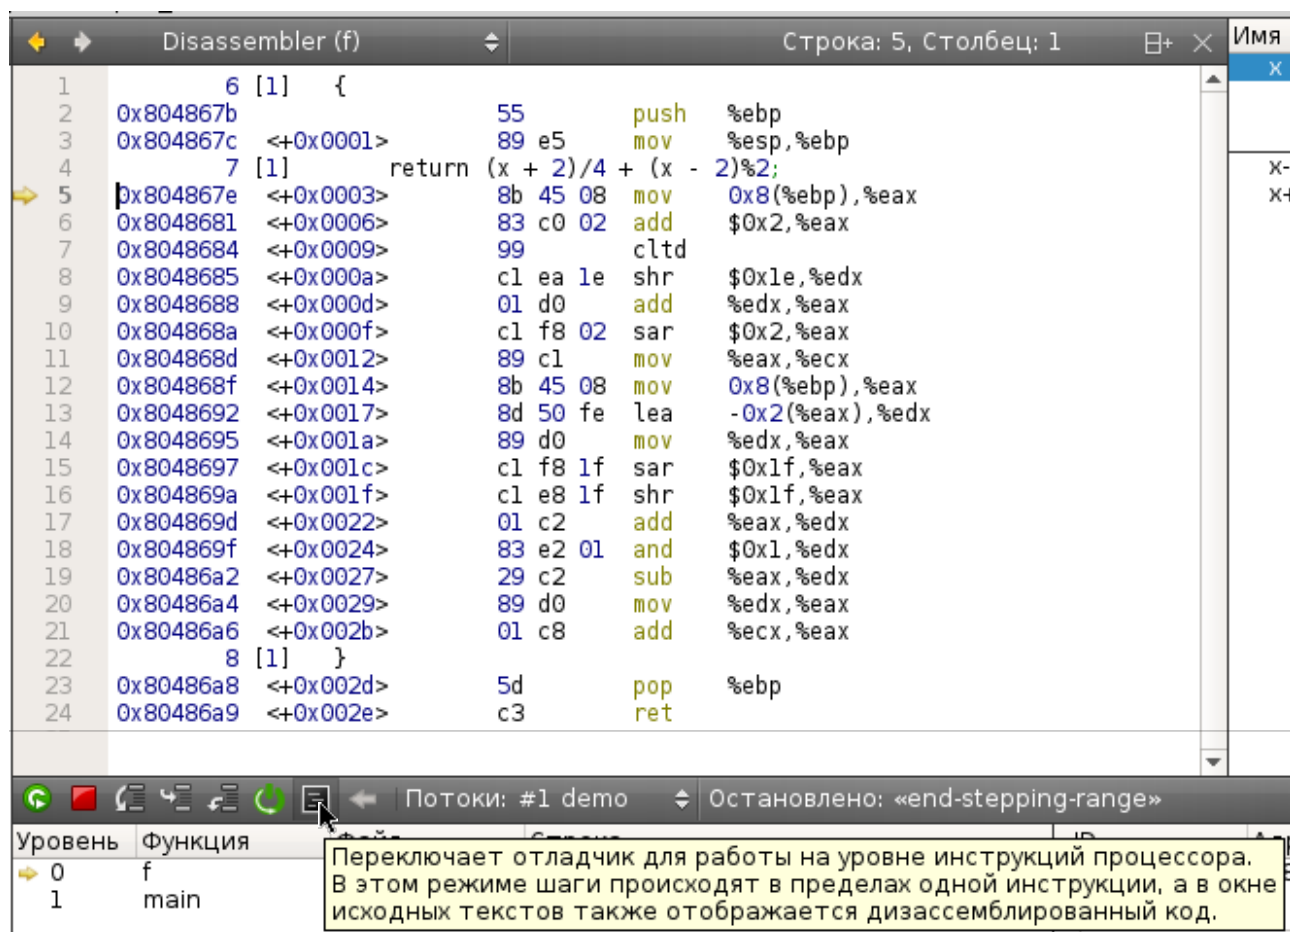 Disassembler (f) Строка: 5, Столбец: 1 Имя
x
1 6 [1] {
2 0x804867b 55 push %ebp
3 0x804867c <+0x0001> 89 e5 mov %esp,%ebp
4 7 [1] return (x + 2)/4 + (x - 2)%2; x-
5 0x804867e <+0x0003> 8b 45 08 mov 0x8(%ebp),%eax x+
6 0x8048681 <+0x0006> 83 c0 02 add $0x2,%eax
7 0x8048684 <+0x0009> 99 cltd
8 0x8048685 <+0x000a> c1 ea 1e shr $0x1e,%edx
9 0x8048688 <+0x000d> 01 d0 add %edx,%eax
10 0x804868a <+0x000f> c1 f8 02 sar $0x2,%eax
11 0x804868d <+0x0012> 89 c1 mov %eax,%ecx
12 0x804868f <+0x0014> 8b 45 08 mov 0x8(%ebp),%eax
13 0x8048692 <+0x0017> 8d 50 fe lea -0x2(%eax),%edx
14 0x8048695 <+0x001a> 89 d0 mov %edx,%eax
15 0x8048697 <+0x001c> c1 f8 1f sar $0x1f,%eax
16 0x804869a <+0x001f> c1 e8 1f shr $0x1f,%eax
17 0x804869d <+0x0022> 01 c2 add %eax,%edx
18 0x804869f <+0x0024> 83 e2 01 and $0x1,%edx
19 0x80486a2 <+0x0027> 29 c2 sub %eax,%edx
20 0x80486a4 <+0x0029> 89 d0 mov %edx,%eax
21 0x80486a6 <+0x002b> 01 c8 add %ecx,%eax
22 8 [1] }
23 0x80486a8 <+0x002d> 5d pop %ebp
24 0x80486a9 <+0x002e> c3 ret
Потоки: #1 demo Остановлено: «end-stepping-range»
Уровень Функция
0 f
1 main
Переключает отладчик для работы на уровне инструкций процессора.
В этом режиме шаги происходят в пределах одной инструкции, а в окне
исходных текстов также отображается дизассемблированный код.